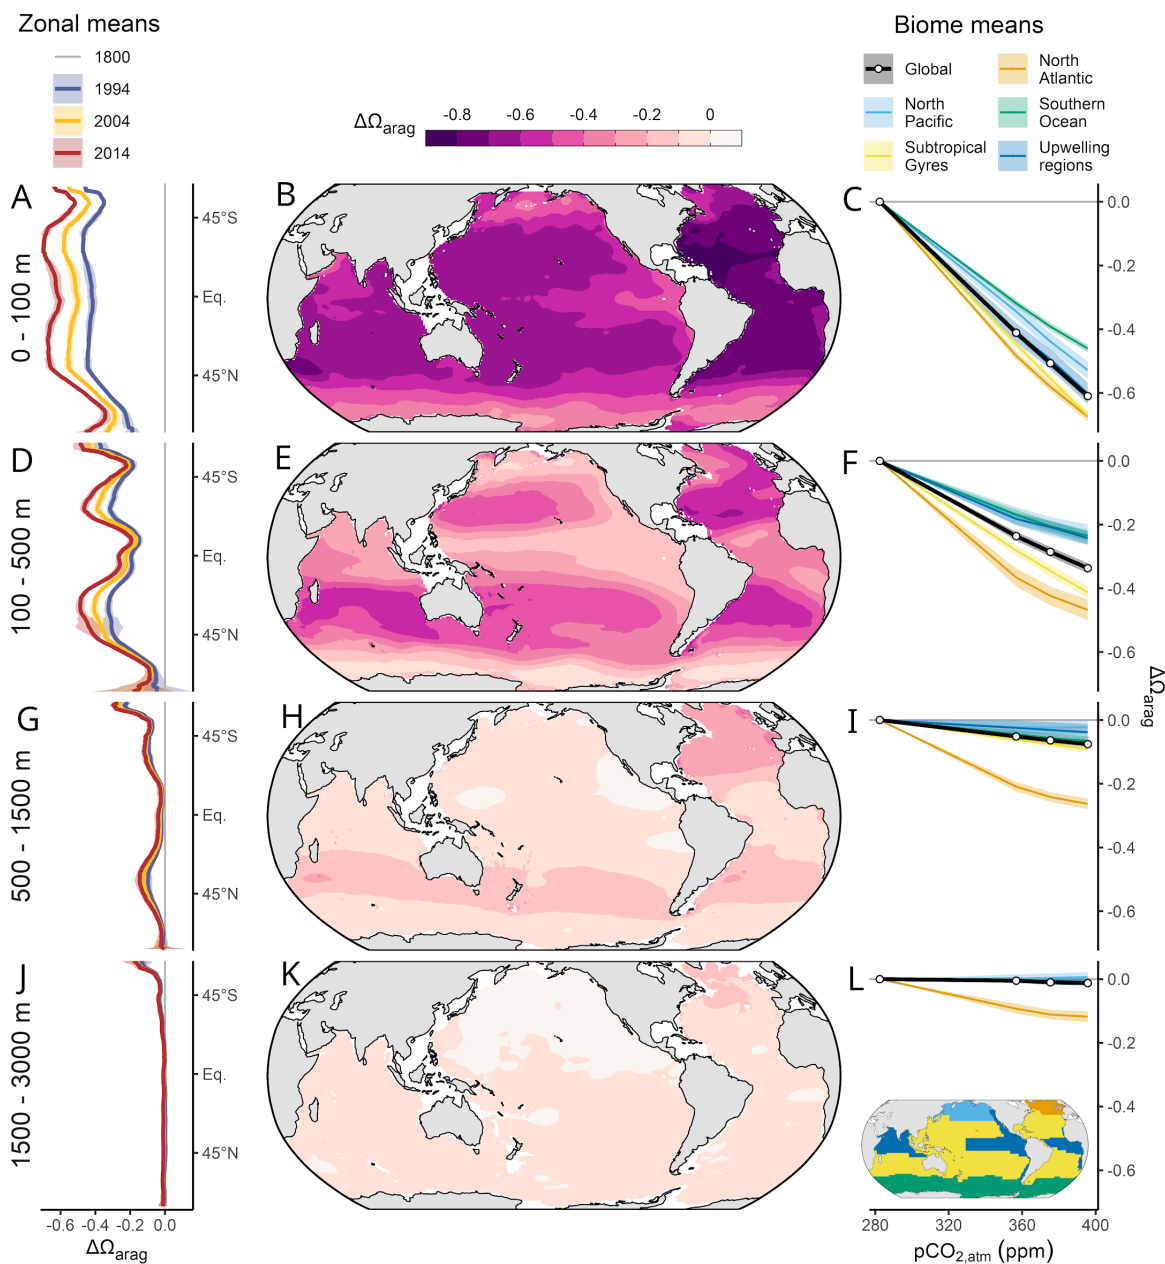 Zonal means
1800
1994
2004
2014
ΔΩarag
-0.8 -0.6 -0.4 -0.2 0
Biome means
Global
North
Atlantic
North
Pacific
Southern
Ocean
Subtropical
Gyres
Upwelling
regions
A
0 - 100 m
45°S
Eq.
45°N
B
C
0.0
-0.2
-0.4
-0.6
D
100 - 500 m
45°S
Eq.
45°N
E
F
0.0
-0.2
-0.4
-0.6
ΔΩarag
G
500 - 1500 m
45°S
Eq.
45°N
H
I
0.0
-0.2
-0.4
-0.6
J
1500 - 3000 m
45°S
Eq.
45°N
K
L
0.0
-0.2
-0.4
-0.6
-0.6 -0.4 -0.2 0.0
ΔΩarag
280 320 360 400
pCO2,atm (ppm)